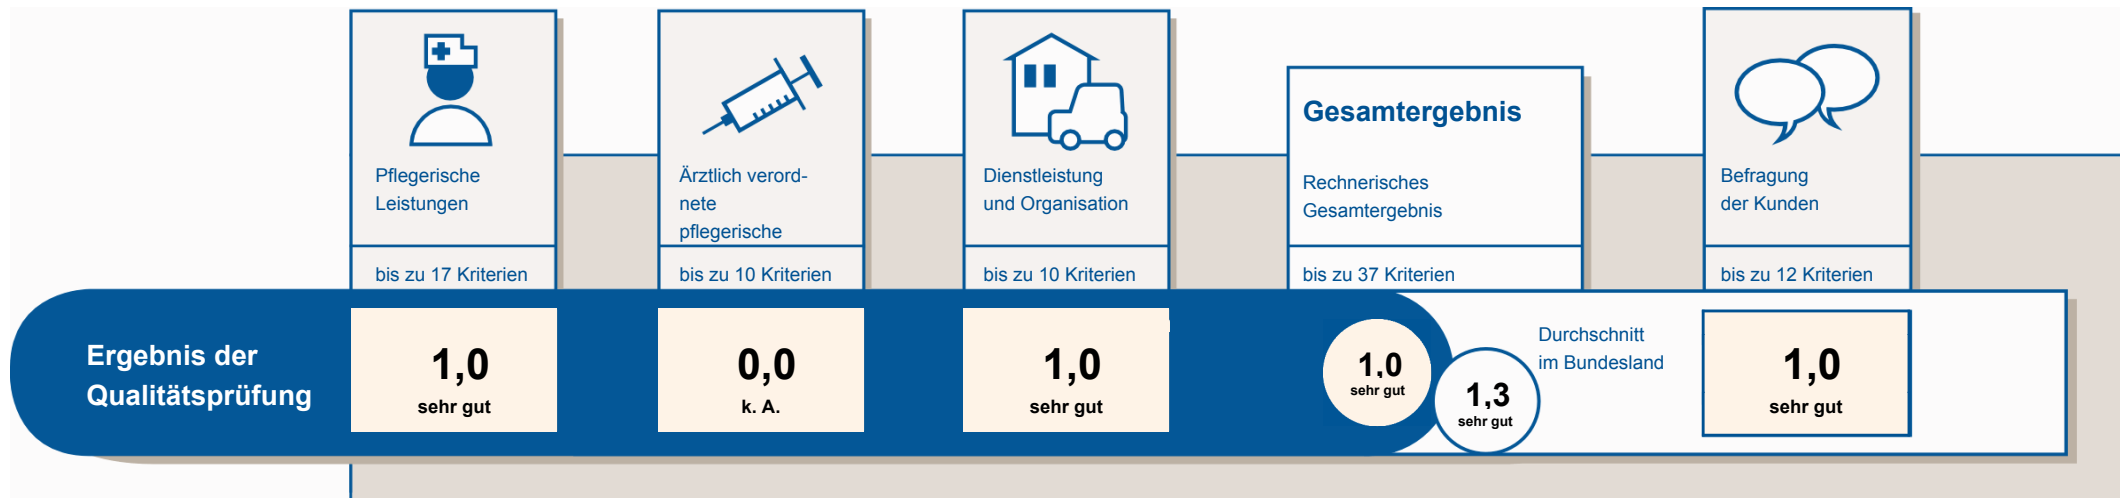 Pflegerische
Leistungen
bis zu 17 Kriterien
Ärztlich verord-
nete
pflegerische
bis zu 10 Kriterien
Dienstleistung
und Organisation
bis zu 10 Kriterien
Gesamtergebnis
Rechnerisches
Gesamtergebnis
bis zu 37 Kriterien
Befragung
der Kunden
bis zu 12 Kriterien
Ergebnis der
Qualitätsprüfung
1,0
sehr gut
0,0
k. A.
1,0
sehr gut
1,0
sehr gut
1,3
sehr gut
Durchschnitt
im Bundesland
1,0
sehr gut